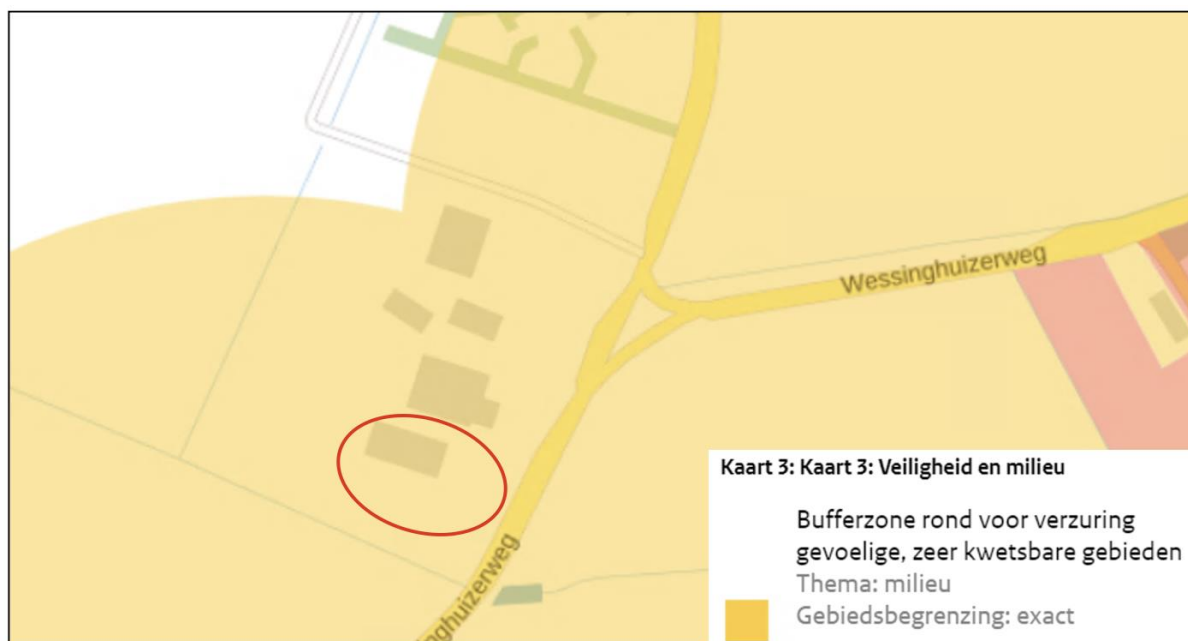 Wessinghuizerweg
inghuizerweg
Kaart 3: Kaart 3: Veiligheid en milieu
Bufferzone rond voor verzuring
gevoelige, zeer kwetsbare gebieden
Thema: milieu
Gebiedsbegrenzing: exact